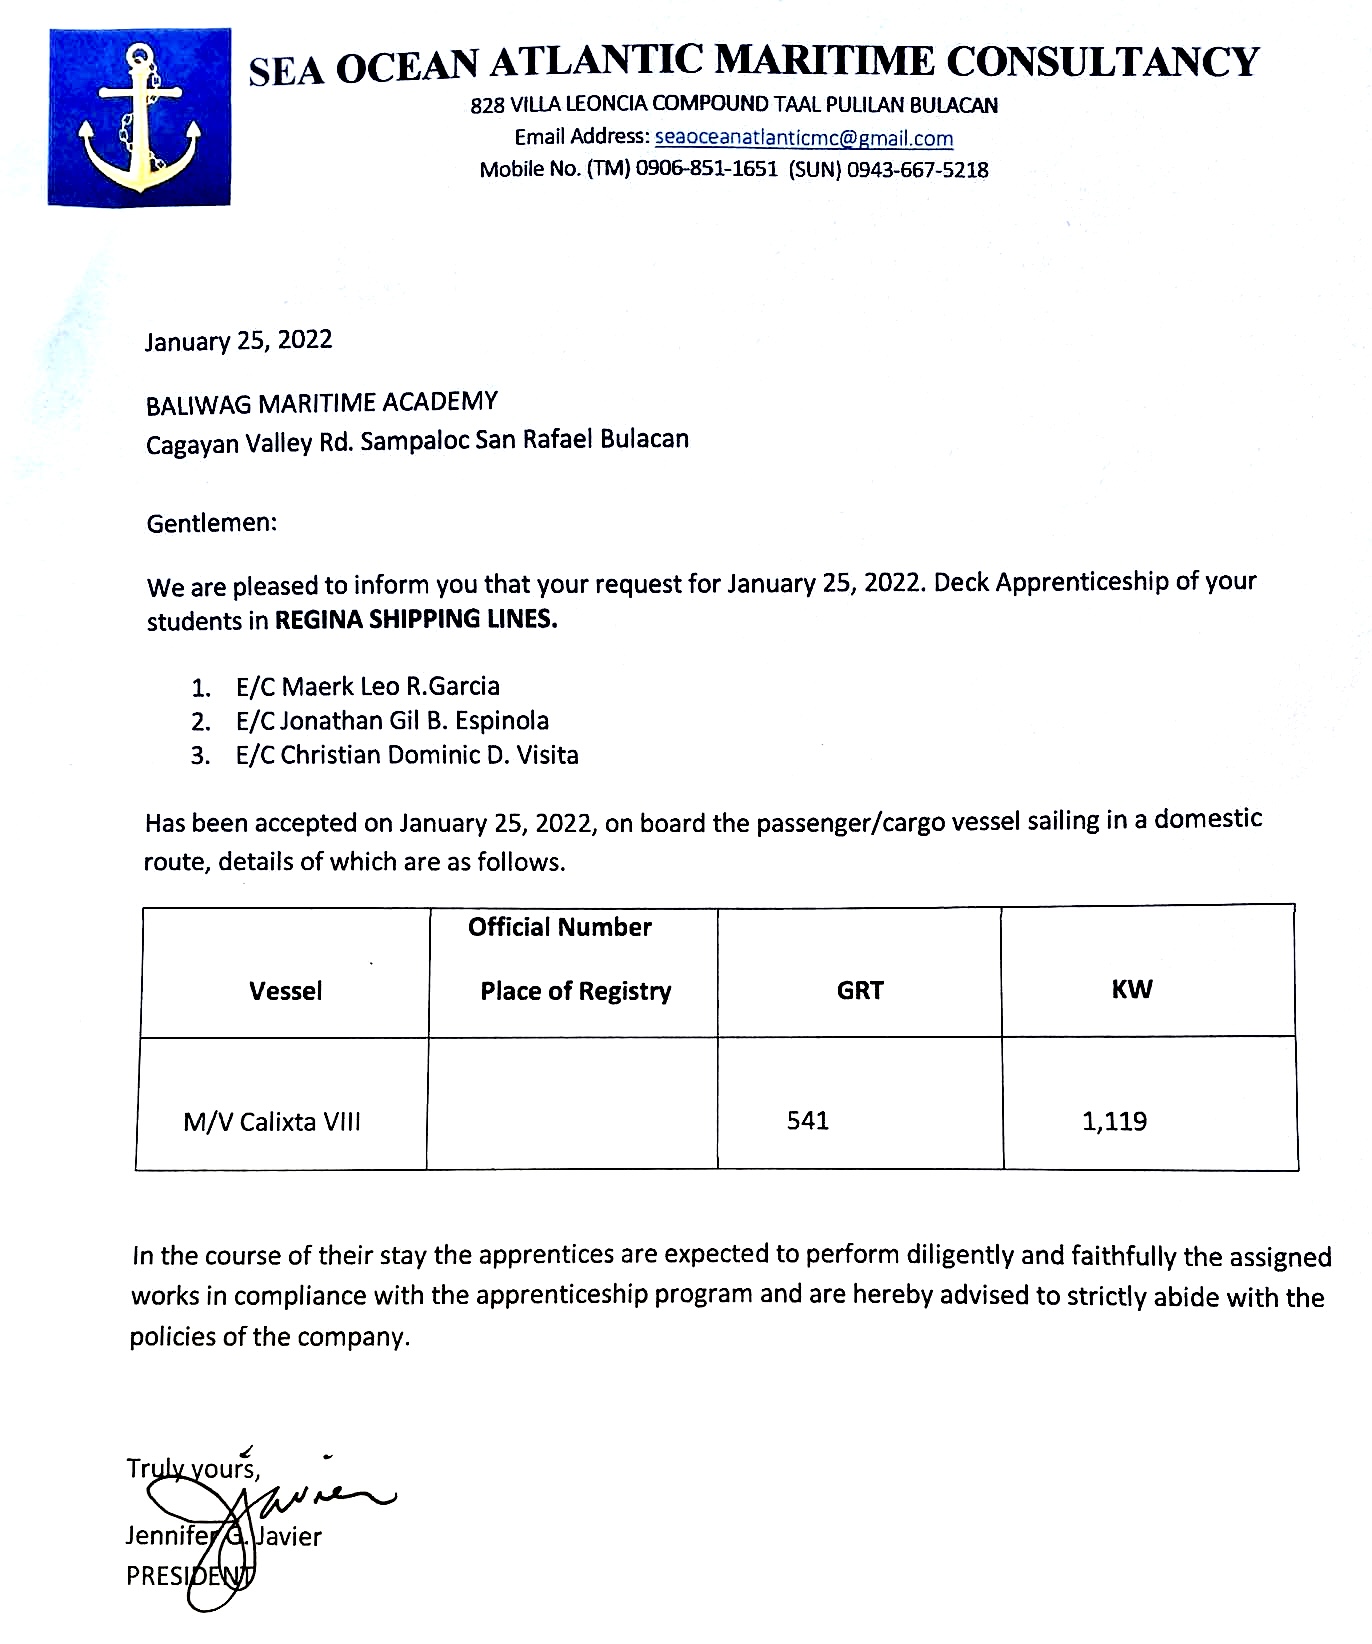 SEA OCEAN ATLANTIC MARITIME CONSULTANCY
828 VILLA LEONCIA COMPOUND TAAL PULILAN BULACAN
Email Address: seaoceanatlanticmc@gmail.com
Mobile No. (TM) 0906-851-1651 (SUN) 0943-667-5218
January 25, 2022
BALIWAG MARITIME ACADEMY
Cagayan Valley Rd. Sampaloc San Rafael Bulacan
Gentlemen:
We are pleased to inform you that your request for January 25, 2022. Deck Apprenticeship of your
students in REGINA SHIPPING LINES.
1. E/C Maerk Leo R.Garcia
2. E/C Jonathan Gil B. Espinola
3. E/C Christian Dominic D. Visita
Has been accepted on January 25, 2022, on board the passenger/cargo vessel sailing in a domestic
route, details of which are as follows.
Official Number
Vessel Place of Registry GRT KW
M/V Calixta VIII 541 1,119
In the course of their stay the apprentices are expected to perform diligently and faithfully the assigned
works in compliance with the apprenticeship program and are hereby advised to strictly abide with the
policies of the company.
Truly yours,
Javier
Jennifer G. Javier
PRESIDENT